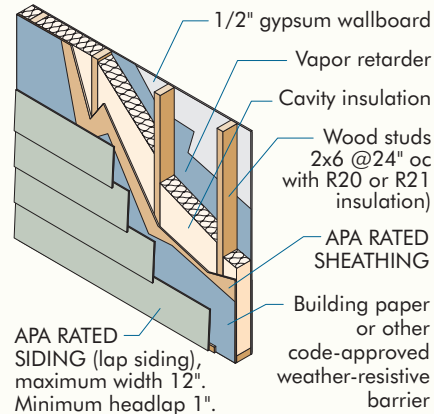 1/2" gypsum wallboard
Vapor retarder
Cavity insulation
Wood studs
2x6 @24" oc
with R20 or R21
insulation)
APA RATED
SHEATHING
Building paper
or other
code-approved
weather-resistive
barrier
APA RATED
SIDING (lap siding),
maximum width 12".
Minimum headlap 1".